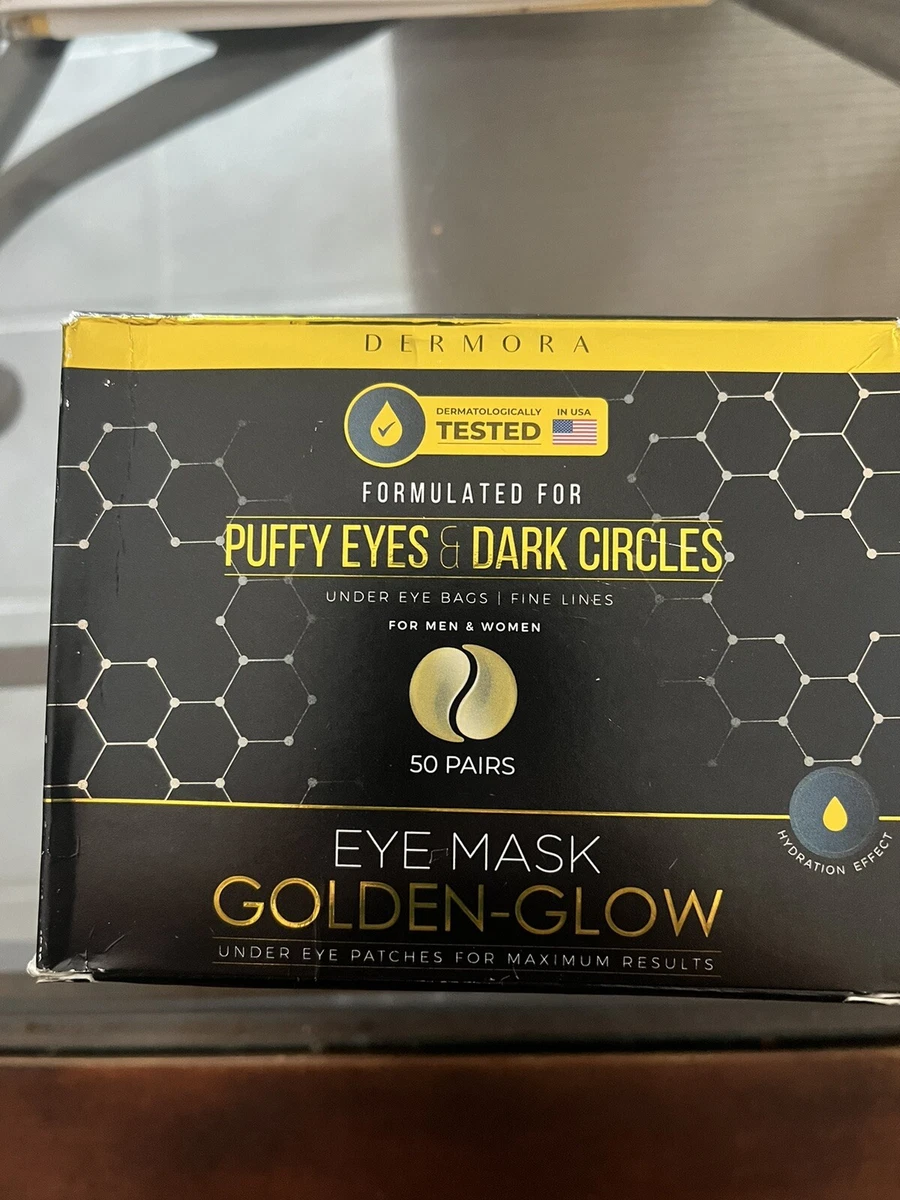 DERMORA
DERMATOLOGICALLY
TESTED
IN USA
FORMULATED FOR
PUFFY EYES & DARK CIRCLES
UNDER EYE BAGS | FINE LINES
FOR MEN & WOMEN
50 PAIRS
HYDRATION EFFECT
EYE MASK
GOLDEN-GLOW
UNDER EYE PATCHES FOR MAXIMUM RESULTS